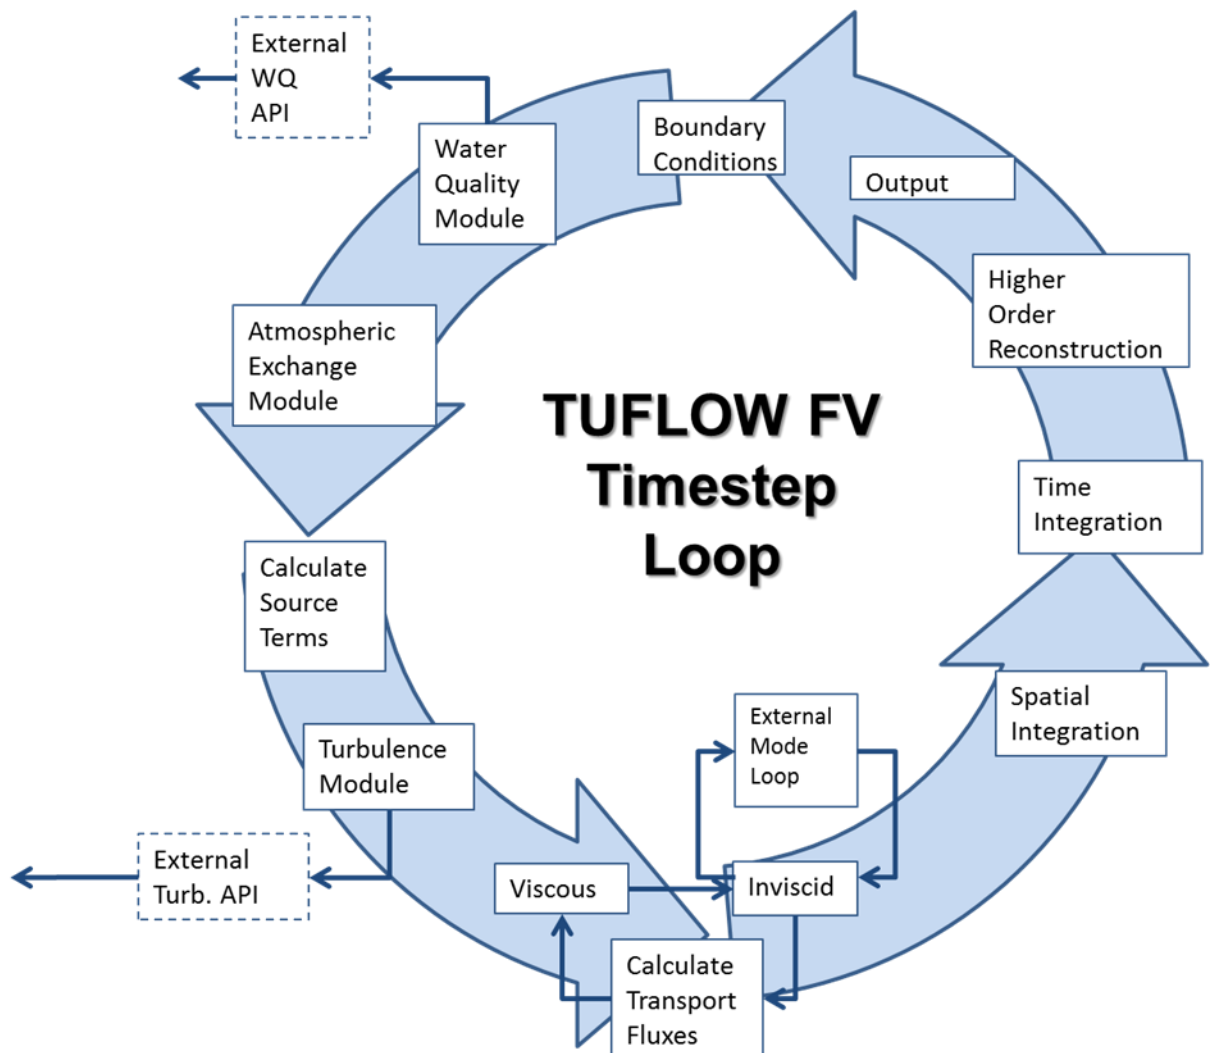 External
WQ
API
Water
Quality
Module
Boundary
Conditions
Output
Higher
Order
Reconstruction
Atmospheric
Exchange
Module
TUFLOW FV
Timestep
Loop
Time
Integration
Calculate
Source
Terms
Spatial
Integration
External
Mode
Loop
Turbulence
Module
External
Turb. API
Viscous
Inviscid
Calculate
Transport
Fluxes